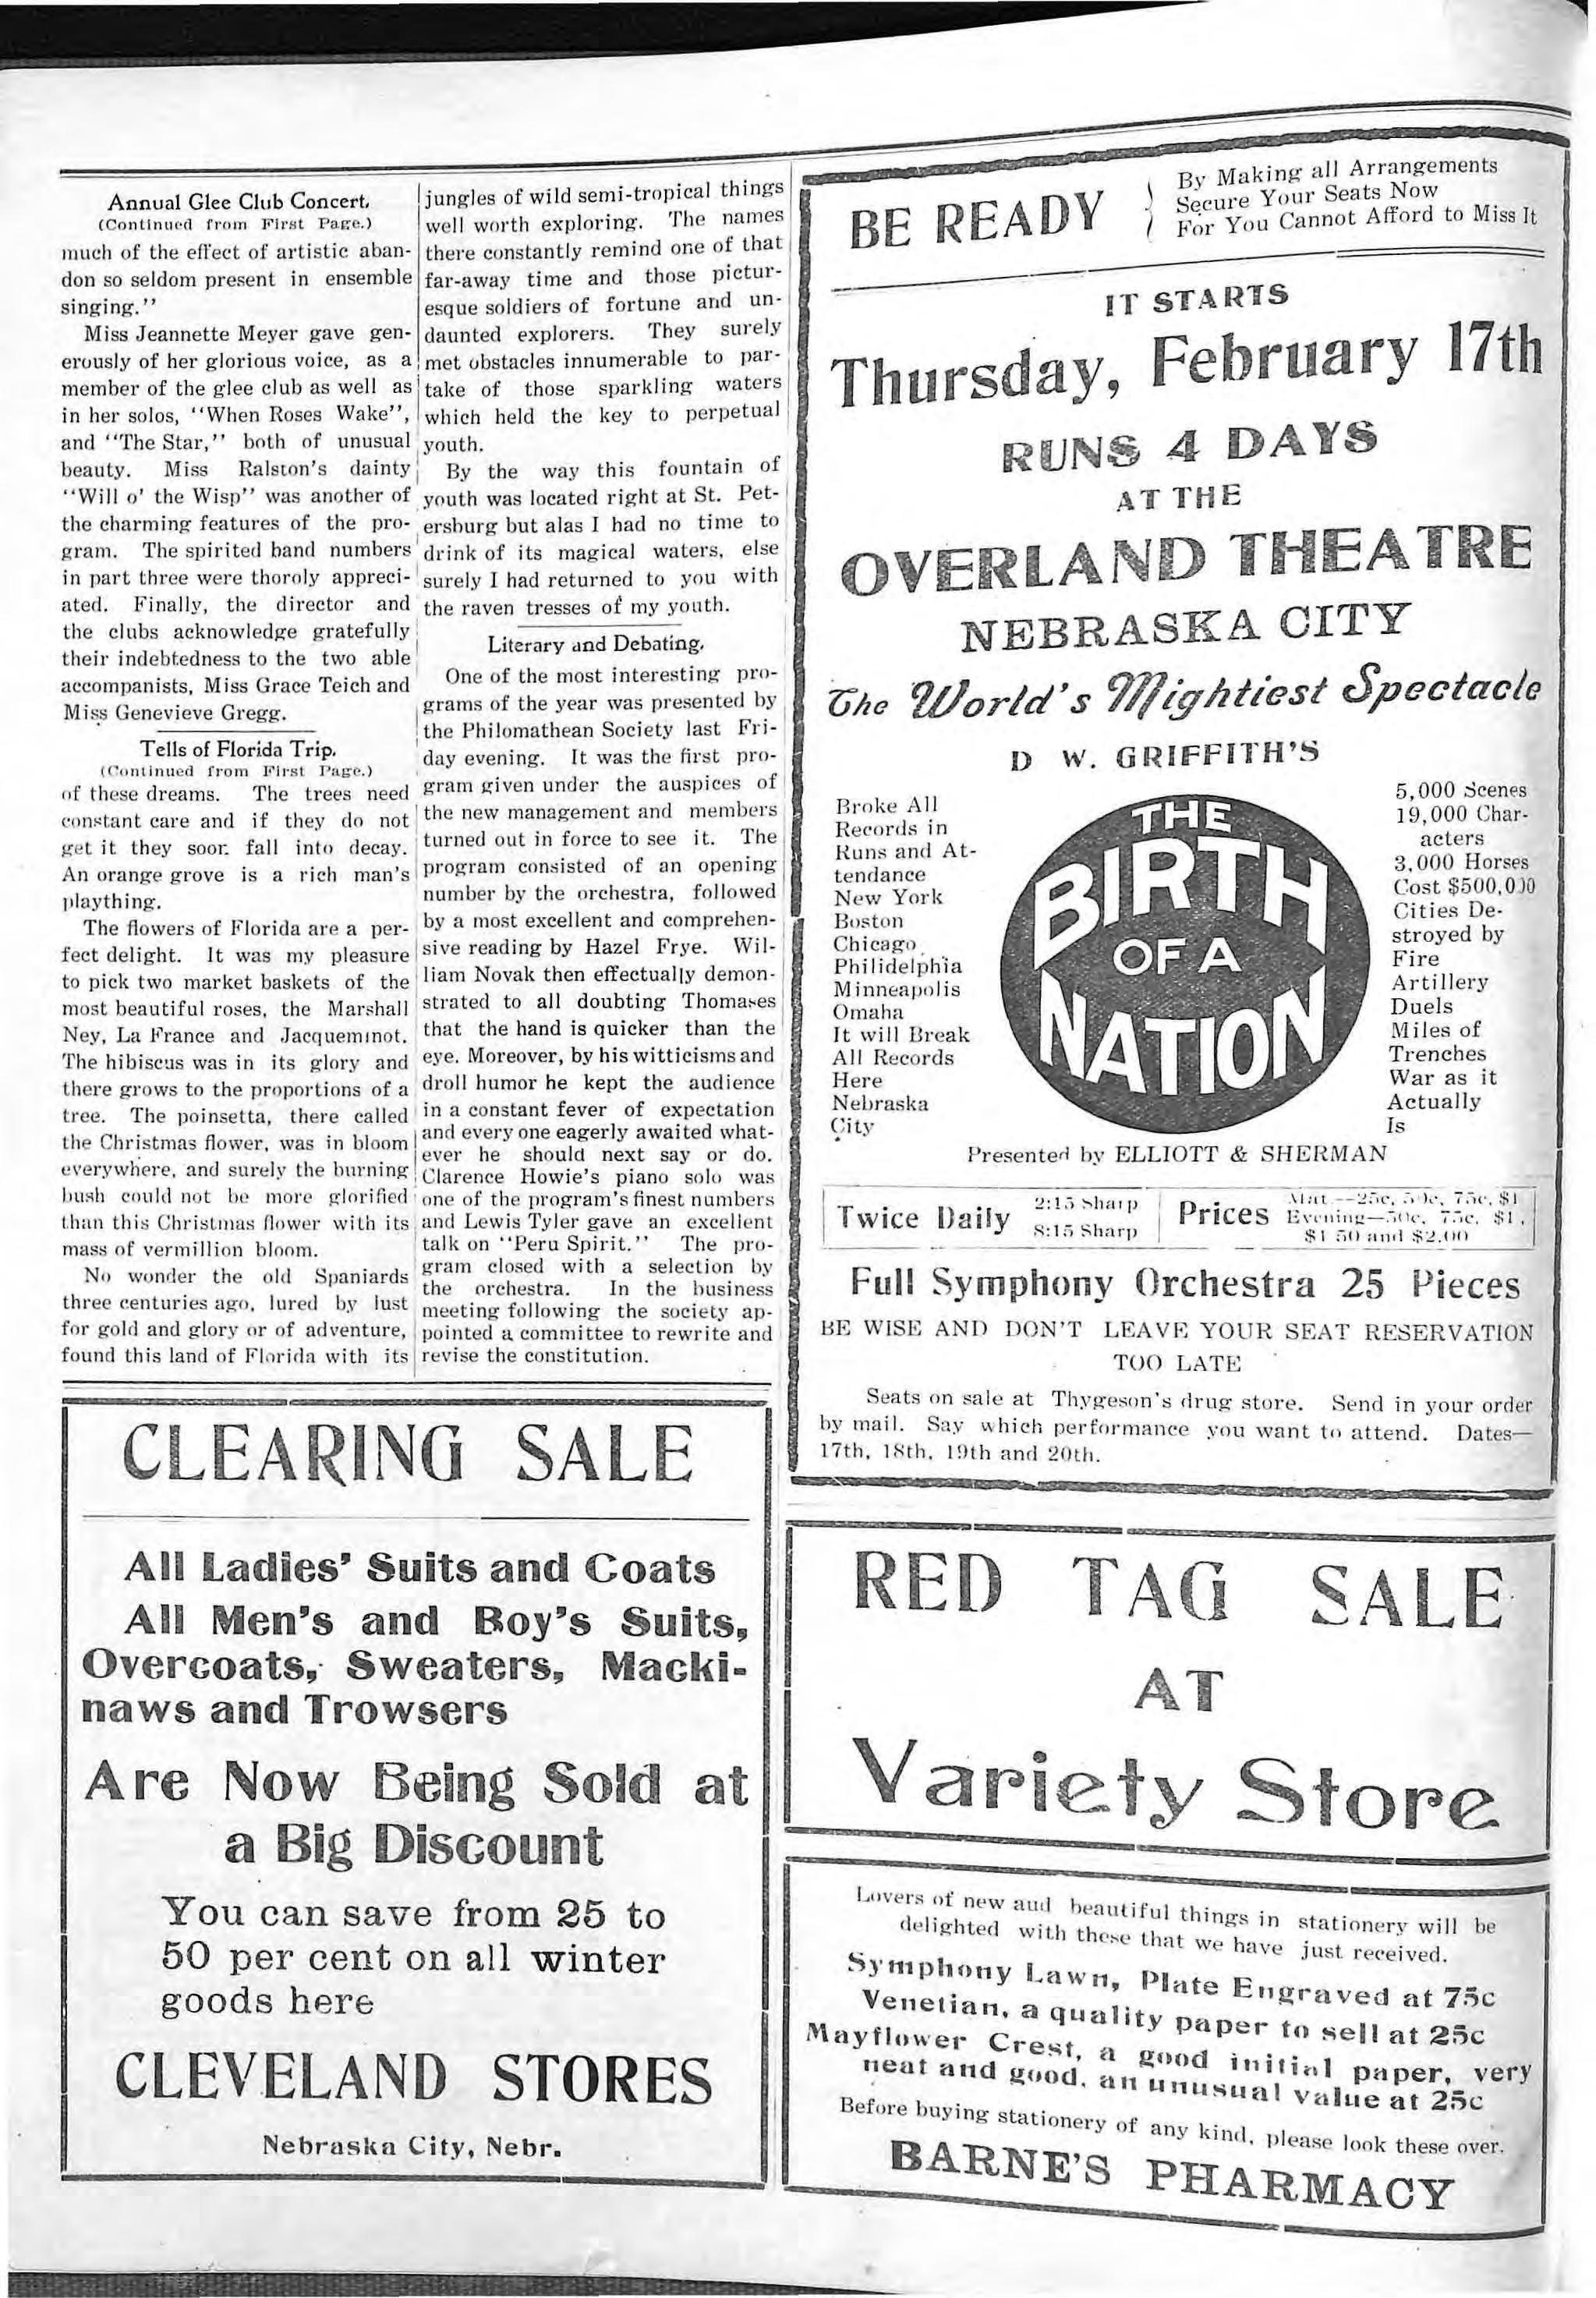 Annual Glee Club Concert.
(Continued from First Page.)
much of the effect of artistic aban-
don so seldom present in ensemble
singing."
Miss Jeannette Meyer gave gen-
erously of her glorious voice, as a
member of the glee club as well as
in her solos, "When Roses Wake",
and "The Star," both of unusual
beauty. Miss Ralston's dainty
"Will o' the Wisp" was another of
the charming features of the pro-
gram. The spirited band numbers
in part three were thoroly appreci-
ated. Finally, the director and
the clubs acknowledge gratefully
their indebtedness to the two able
accompanists, Miss Grace Teich and
Miss Genevieve Gregg.
Tells of Florida Trip.
(Continued from First Page.)
of these dreams. The trees need
constant care and if they do not
get it they soon fall into decay.
An orange grove is a rich man's
plaything.
The flowers of Florida are a per-
fect delight. It was my pleasure
to pick two market baskets of the
most beautiful roses, the Marshall
Ney, La France and Jacqueminot.
The hibiscus was in its glory and
there grows to the proportions of a
tree. The poinsetta, there called
the Christmas flower, was in bloom
everywhere, and surely the burning
bush could not be more glorified
than this Christmas flower with its
mass of vermillion bloom.
No wonder the old Spaniards
three centuries ago, lured by lust
for gold and glory or of adventure,
found this land of Florida with its
jungles of wild semi-tropical things
well worth exploring. The names
there constantly remind one of that
far-away time and those pictur-
esque soldiers of fortune and un-
daunted explorers. They surely
met obstacles innumerable to par-
take of those sparkling waters
which held the key to perpetual
youth.
By the way this fountain of
youth was located right at St. Pet-
ersburg but alas I had no time to
drink of its magical waters, else
surely I had returned to you with
the raven tresses of my youth.
Literary and Debating.
One of the most interesting pro-
grams of the year was presented by
the Philomathean Society last Fri-
day evening. It was the first pro-
gram given under the auspices of
the new management and members
turned out in force to see it. The
program consisted of an opening
number by the orchestra, followed
by a most excellent and comprehen-
sive reading by Hazel Frye. Wil-
liam Novak then effectually demon-
strated to all doubting Thomases
that the hand is quicker than the
eye. Moreover, by his witticisms and
droll humor he kept the audience
in a constant fever of expectation
and every one eagerly awaited what-
ever he should next say or do.
Clarence Howie's piano solo was
one of the program's finest numbers
and Lewis Tyler gave an excellent
talk on "Peru Spirit." The pro-
gram closed with a selection by
the orchestra. In the business
meeting following the society ap-
pointed a committee to rewrite and
revise the constitution.
CLEARING SALE
All Ladies' Suits and Coats
All Men's and Boy's Suits,
Overcoats, Sweaters, Macki-
naws and Trowsers
Are Now Being Sold at
a Big Discount
You can save from 25 to
50 per cent on all winter
goods here
CLEVELAND STORES
Nebraska City, Nebr.
BE READY
By Making all Arrangements
Secure Your Seats Now
For You Cannot Afford to Miss It
IT STARTS
Thursday, February 17th
RUNS 4 DAYS
AT THE
OVERLAND THEATRE
NEBRASKA CITY
The World's Mightiest Spectacle
D W. GRIFFITH'S
Broke All
Records in
Runs and At-
tendance
New York
Boston
Chicago
Philidelphia
Minneapolis
Omaha
It will Break
All Records
Here
Nebraska
City
THE
BIRTH
OF A
NATION
5,000 Scenes
19,000 Char-
acters
3,000 Horses
Cost $500,000
Cities De-
stroyed by
Fire
Artillery
Duels
Miles of
Trenches
War as it
Actually
Is
Presented by ELLIOTT & SHERMAN
Twice Daily 2:15 Sharp
8:15 Sharp
Prices Mat.--25c, 50c, 75c, $1
Evening--50c, 75c, $1,
$1 50 and $2.00
Full Symphony Orchestra 25 Pieces
BE WISE AND DON'T LEAVE YOUR SEAT RESERVATION
TOO LATE
Seats on sale at Thygeson's drug store. Send in your order
by mail. Say which performance you want to attend. Dates—
17th, 18th, 19th and 20th.
RED TAG SALE
AT
Variety Store
Lovers of new aud beautiful things in stationery will be
delighted with these that we have just received.
Symphony Lawn, Plate Engraved at 75c
Venetian, a quality paper to sell at 25c
Mayflower Crest, a good initial paper, very
neat and good, an unusual value at 25c
Before buying stationery of any kind, please look these over.
BARNE'S PHARMACY